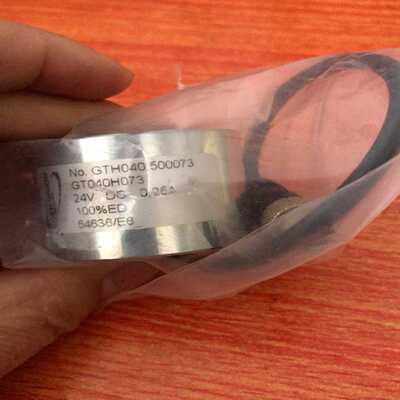 No. GTH040.500073
GT040H073
24V DC 0,26A
100%ED
54636/E8